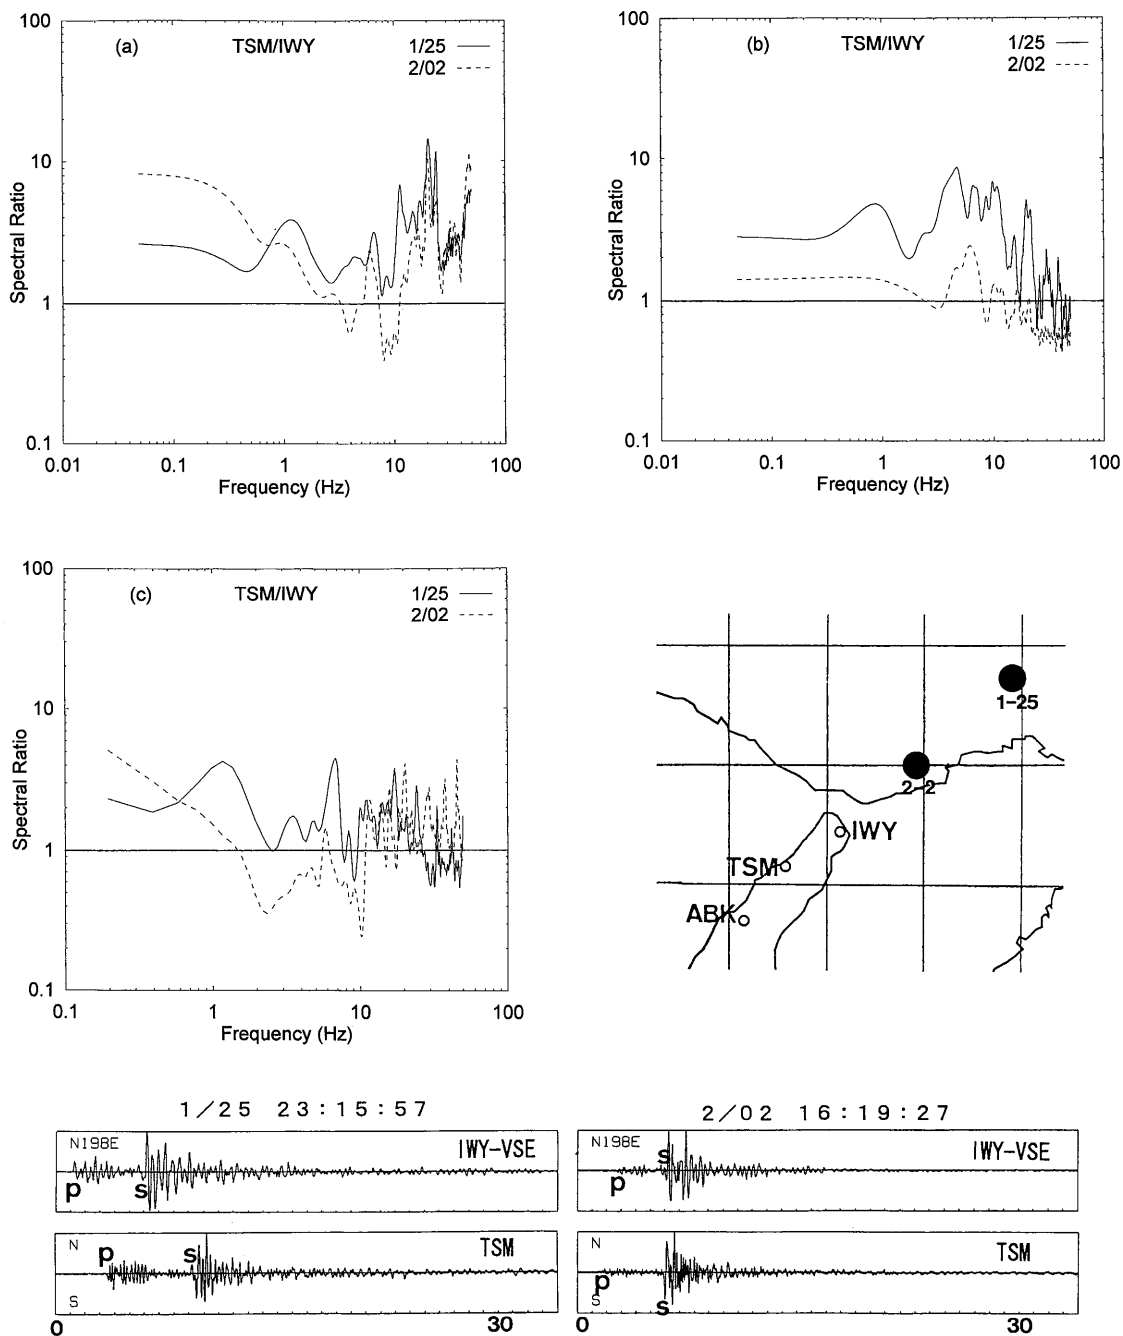 100
(a)
TSM/IWY
1/25
2/02
10
Spectral Ratio
1
0.1
0.01
0.1
1
10
100
Frequency (Hz)
100
(b)
TSM/IWY
1/25
2/02
10
Spectral Ratio
1
0.1
0.01
0.1
1
10
100
Frequency (Hz)
100
(c)
TSM/IWY
1/25
2/02
10
Spectral Ratio
1
0.1
0.1
1
10
100
Frequency (Hz)
1-25
2-2
IWY
TSM
ABK
1/25 23:15:57
N198E
IWY-VSE
p
s
N
p
s
TSM
S
0
30
2/02 16:19:27
N198E
s
IWY-VSE
p
N
TSM
p
S
s
0
30